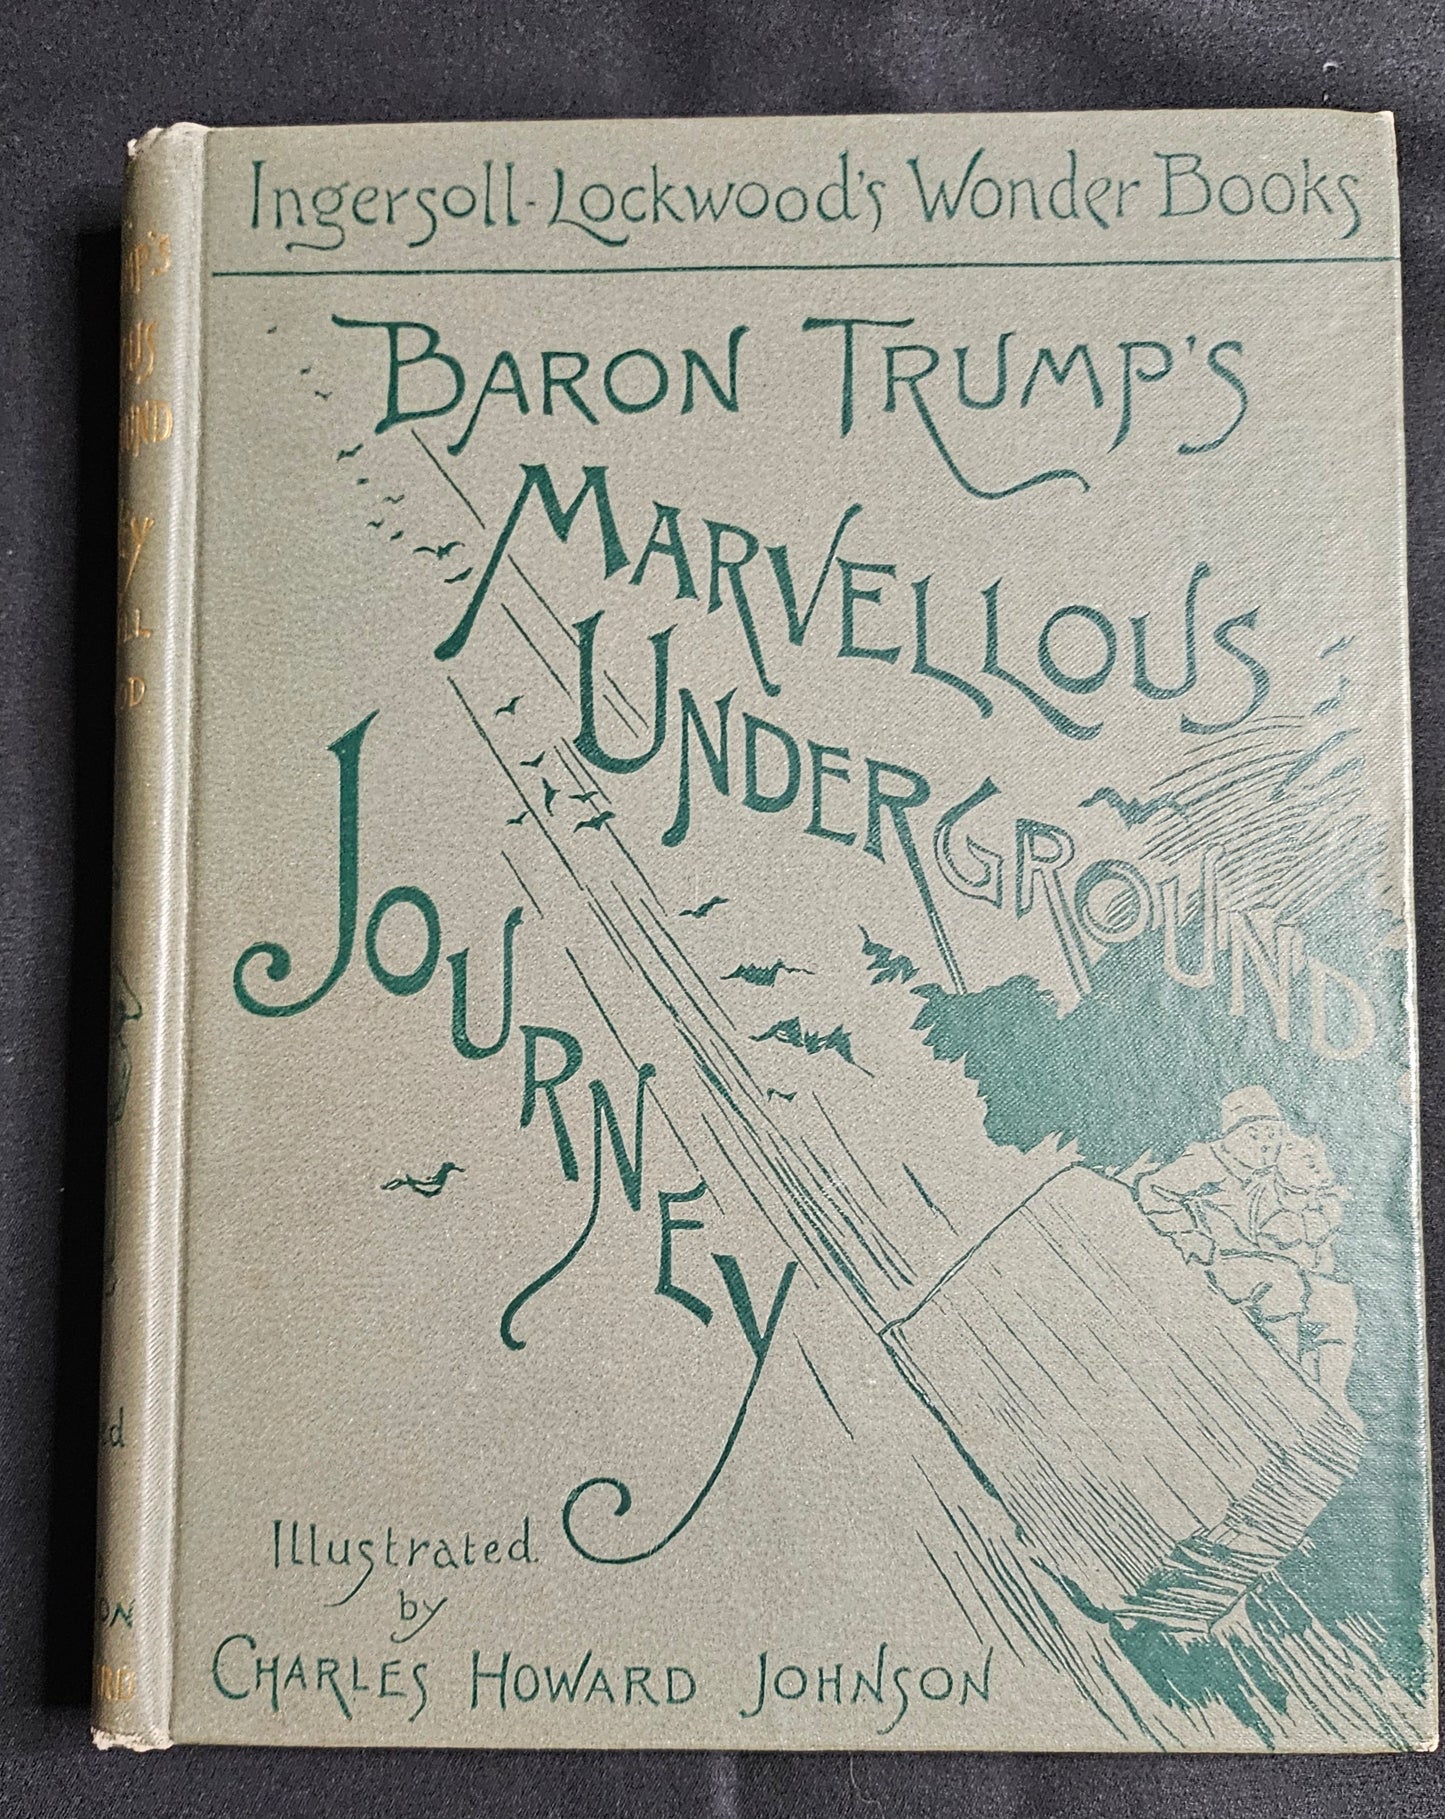 Ingersoll-Lockwood's Wonder Books
BARON TRUMP'S
MARVELLOUS
UNDERGROUND
JOURNEY
Illustrated.
by
CHARLES HOWARD JOHNSON